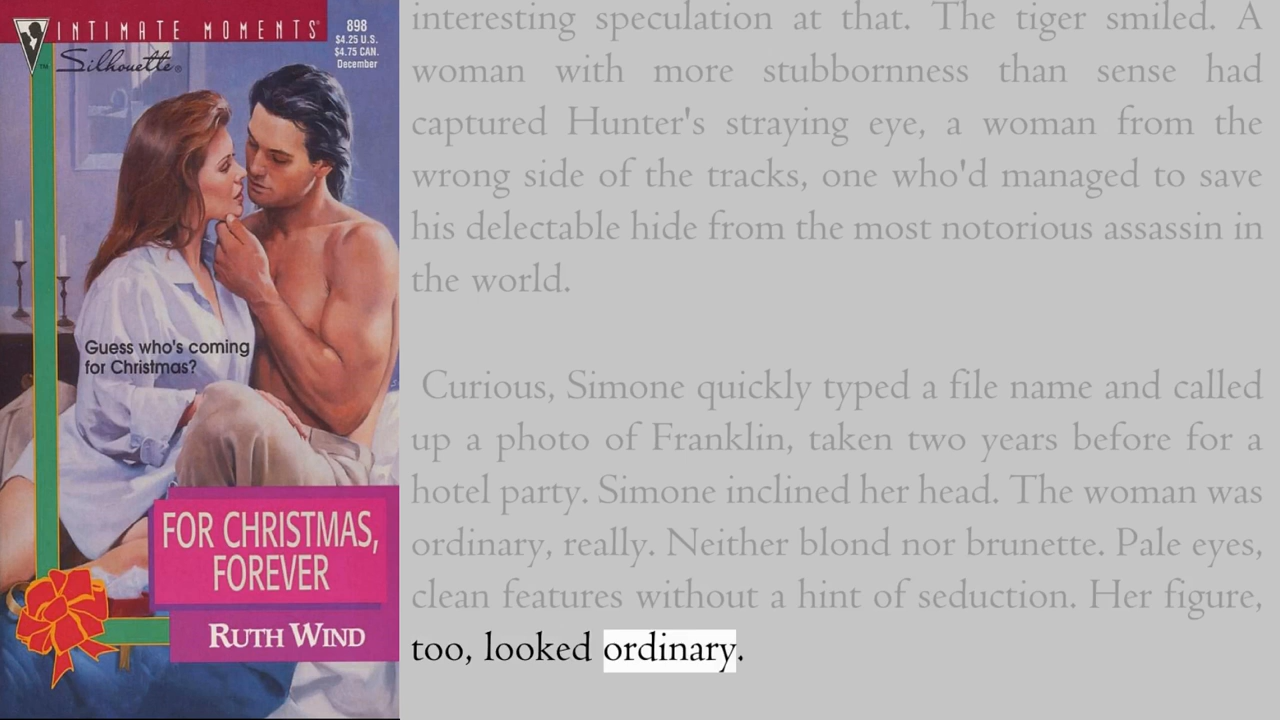 INTIMATE MOMENTS®
Silhouette®
TM
898
$4.25 U.S.
$4.75 CAN.
December
Guess who's coming
for Christmas?
FOR CHRISTMAS,
FOREVER
RUTH WIND
interesting speculation at that. The tiger smiled. A
woman with more stubbornness than sense had
captured Hunter's straying eye, a woman from the
wrong side of the tracks, one who'd managed to save
his delectable hide from the most notorious assassin in
the world.
Curious, Simone quickly typed a file name and called
up a photo of Franklin, taken two years before for a
hotel party. Simone inclined her head. The woman was
ordinary, really. Neither blond nor brunette. Pale eyes,
clean features without a hint of seduction. Her figure,
too, looked ordinary.